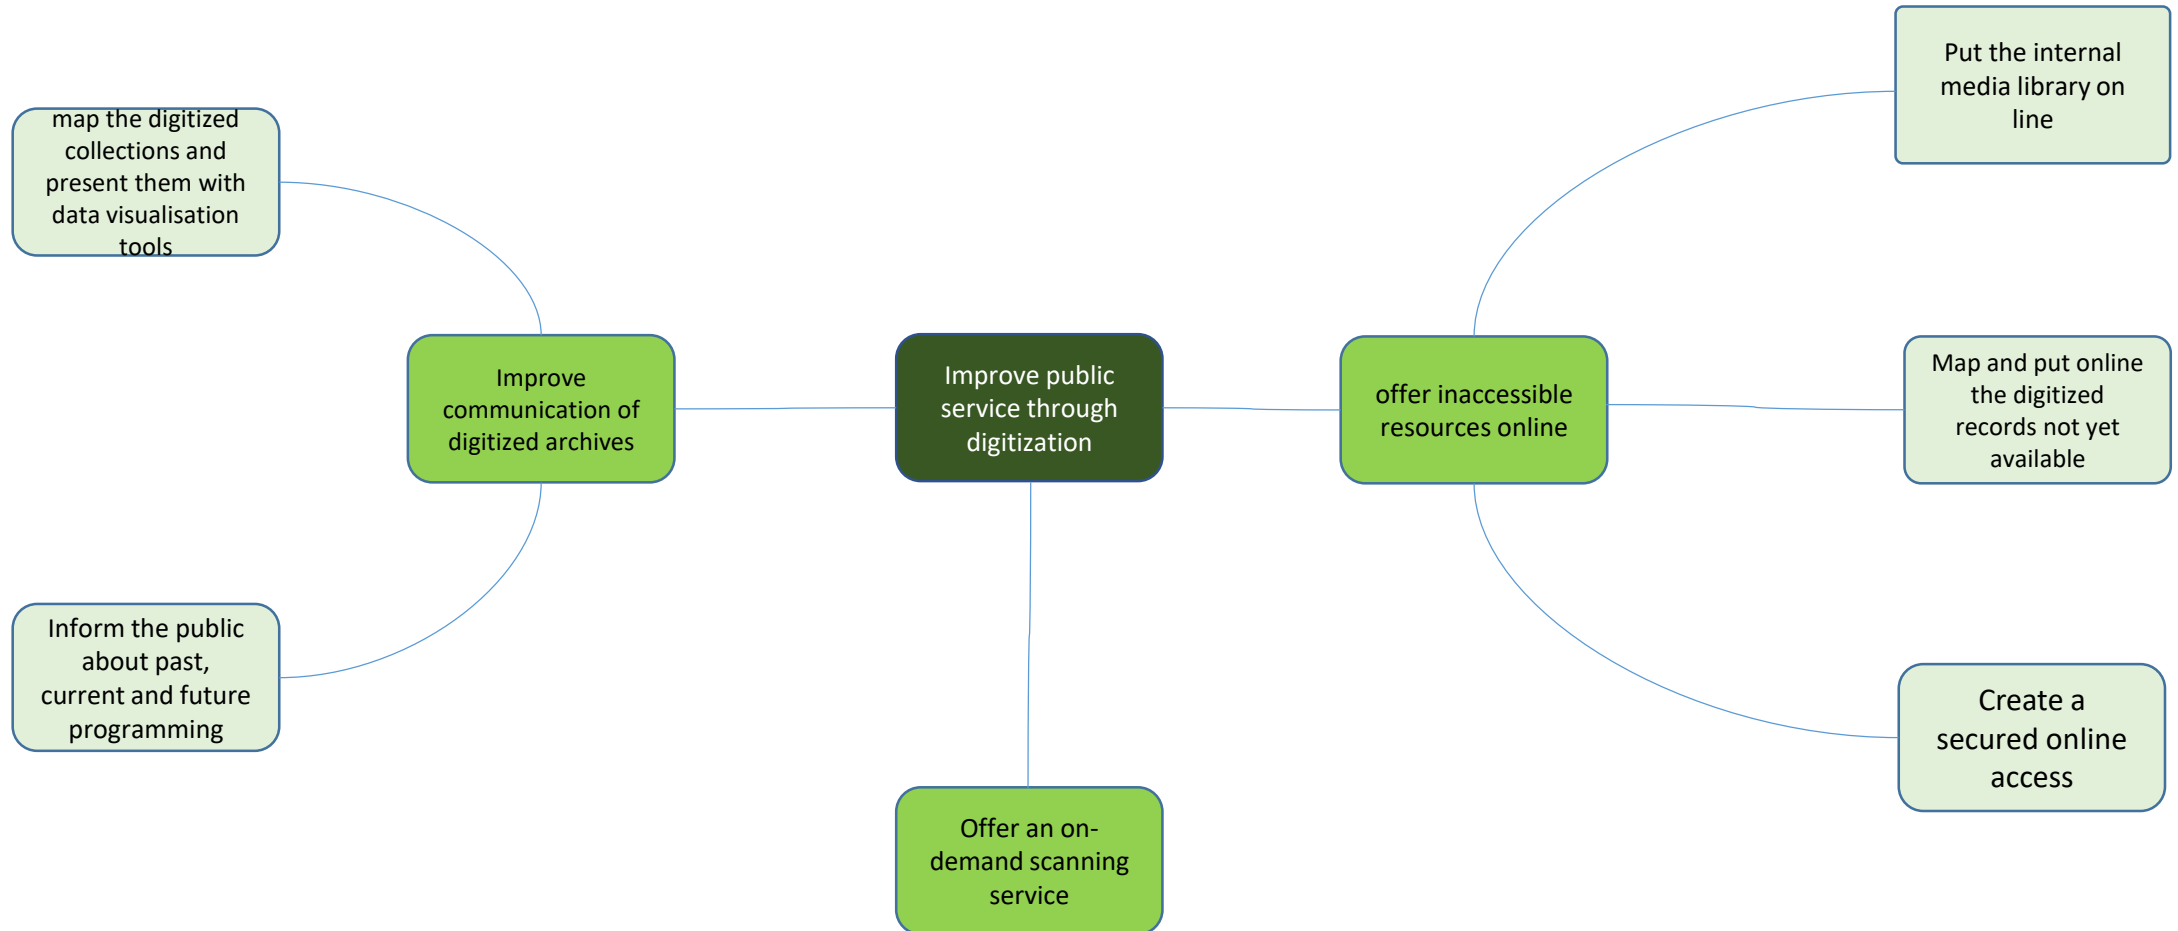 Put the internal
media library on
line
map the digitized
collections and
present them with
data visualisation
tools
Improve
communication of
digitized archives
Improve public
service through
digitization
offer inaccessible
resources online
Map and put online
the digitized
records not yet
available
Inform the public
about past,
current and future
programming
Create a
secured online
access
Offer an on-
demand scanning
service